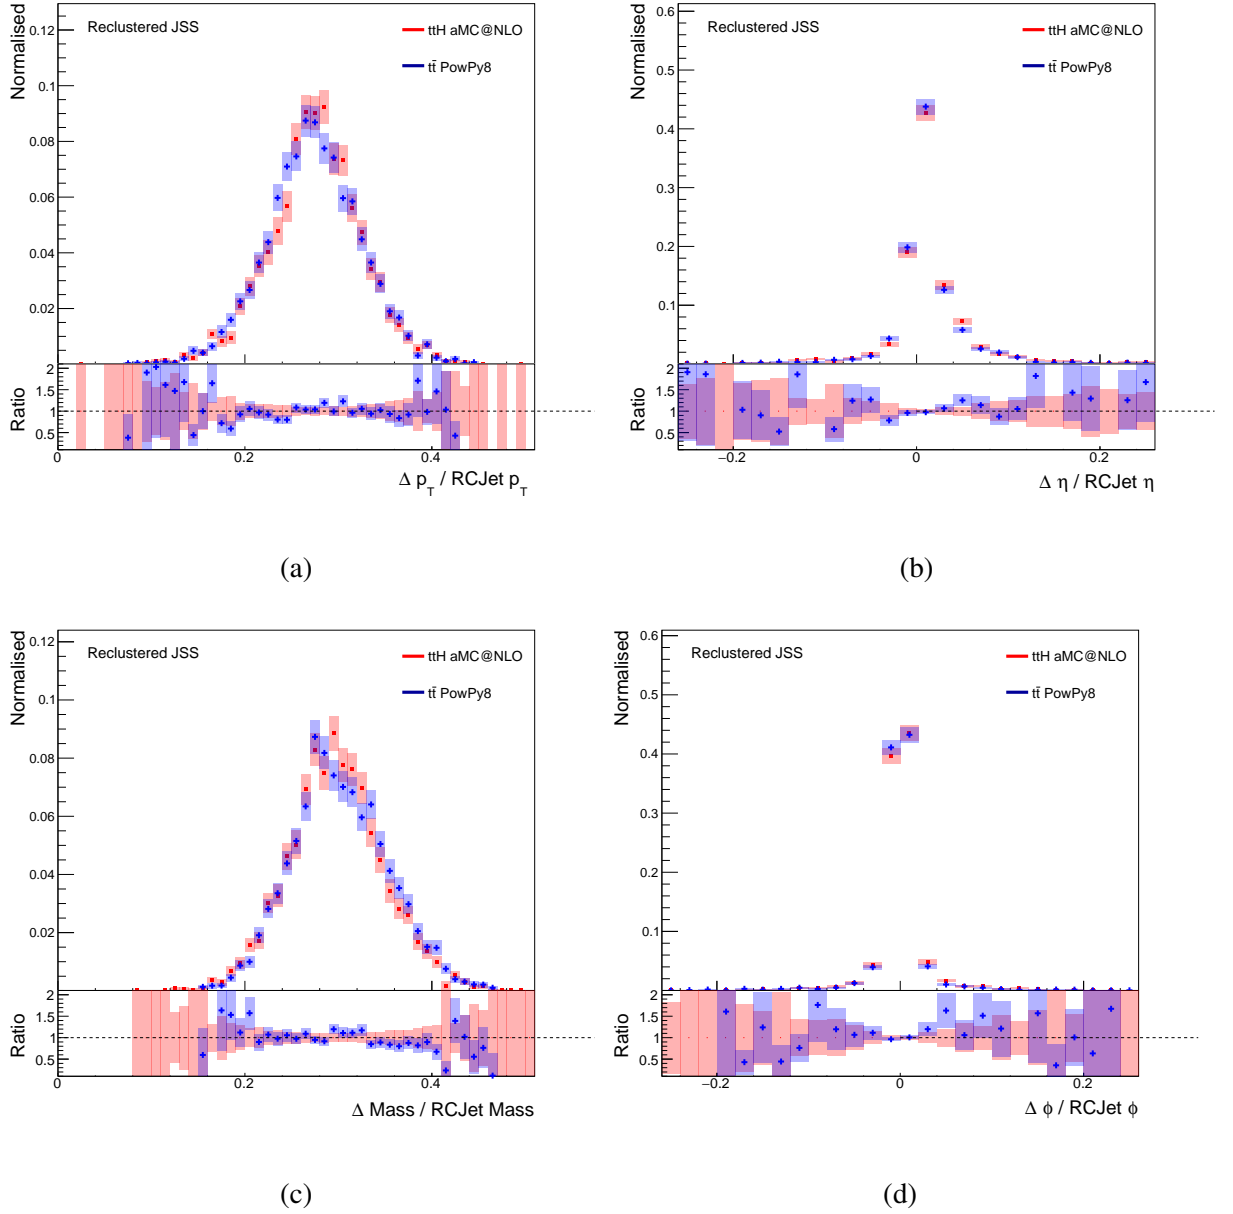 Normalised
0.12
0.1
0.08
0.06
0.04
0.02
Reclustered JSS
ttH aMC@NLO
tt̄ PowPy8
Ratio
2
1.5
1
0.5
0
0.2
0.4
Δ p_T / RCJet p_T
(a)
Normalised
0.6
0.5
0.4
0.3
0.2
0.1
Reclustered JSS
ttH aMC@NLO
tt̄ PowPy8
Ratio
2
1.5
1
0.5
−0.2
0
0.2
Δ η / RCJet η
(b)
Normalised
0.12
0.1
0.08
0.06
0.04
0.02
Reclustered JSS
ttH aMC@NLO
tt̄ PowPy8
Ratio
2
1.5
1
0.5
0
0.2
0.4
Δ Mass / RCJet Mass
(c)
Normalised
0.6
0.5
0.4
0.3
0.2
0.1
Reclustered JSS
ttH aMC@NLO
tt̄ PowPy8
Ratio
2
1.5
1
0.5
−0.2
0
0.2
Δ ϕ / RCJet ϕ
(d)